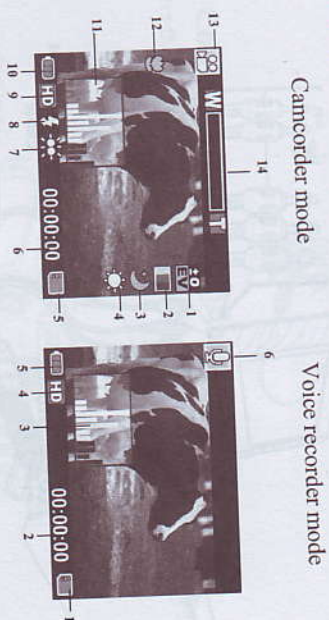 Camcorder mode
14
13
W T
12
±0
EV
1
2
3
4
11
HD 00:00:00
10 9 8 7 6 5
Voice recorder mode
6
HD 00:00:00
5 4 3 2 1